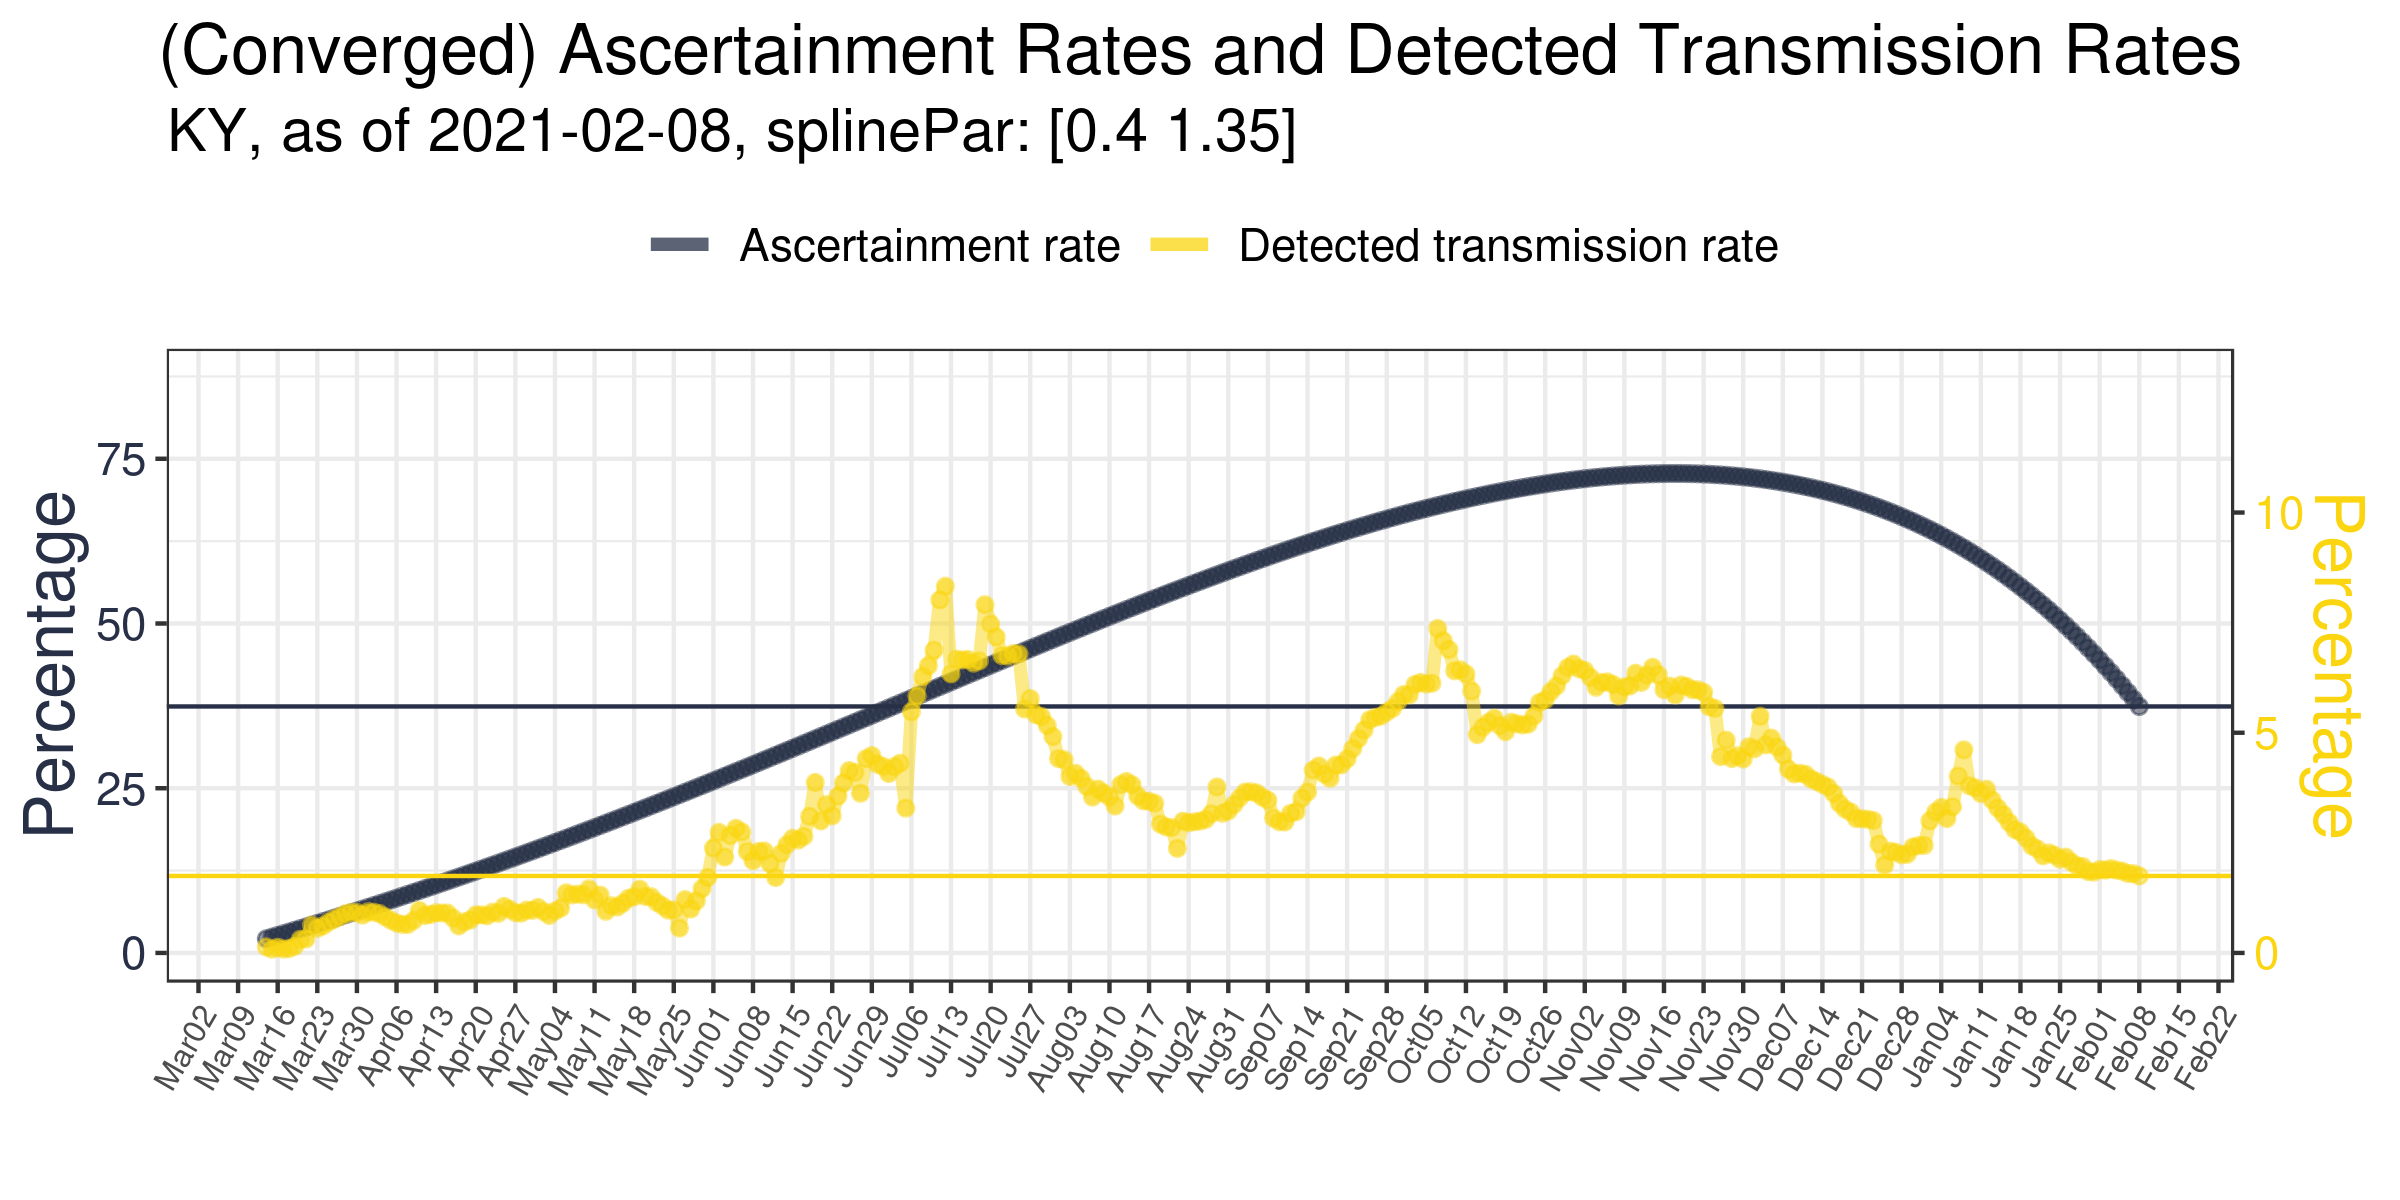 (Converged) Ascertainment Rates and Detected Transmission Rates
KY, as of 2021-02-08, splinePar: [0.4 1.35]
Ascertainment rate Detected transmission rate
Percentage
75
50
25
0
10
5
0
Percentage
Mar02 Mar09 Mar16 Mar23 Mar30 Apr06 Apr13 Apr20 Apr27 May04 May11 May18 May25 Jun01 Jun08 Jun15 Jun22 Jun29 Jul06 Jul13 Jul20 Jul27 Aug03 Aug10 Aug17 Aug24 Aug31 Sep07 Sep14 Sep21 Sep28 Oct05 Oct12 Oct19 Oct26 Nov02 Nov09 Nov16 Nov23 Nov30 Dec07 Dec14 Dec21 Dec28 Jan04 Jan11 Jan18 Jan25 Feb01 Feb08 Feb15 Feb22